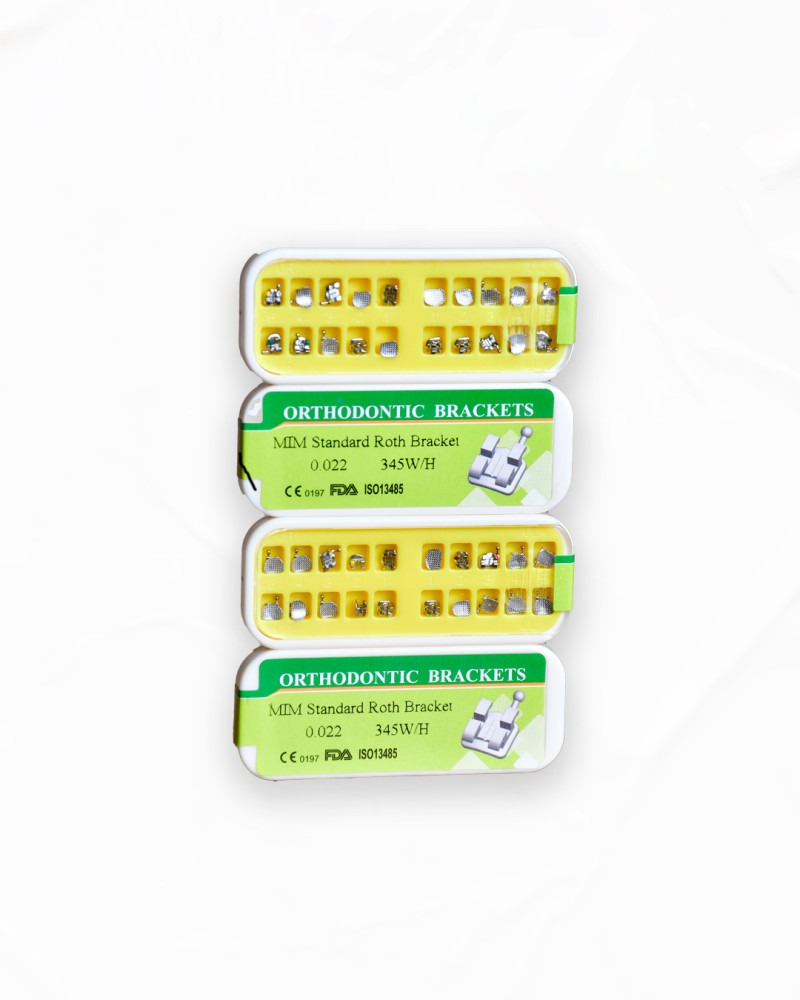 ORTHODONTIC BRACKETS
MIM Standard Roth Bracket
0.022 345W/H
CE 0197 FDA ISO13485
ORTHODONTIC BRACKETS
MIM Standard Roth Bracket
0.022 345W/H
CE 0197 FDA ISO13485